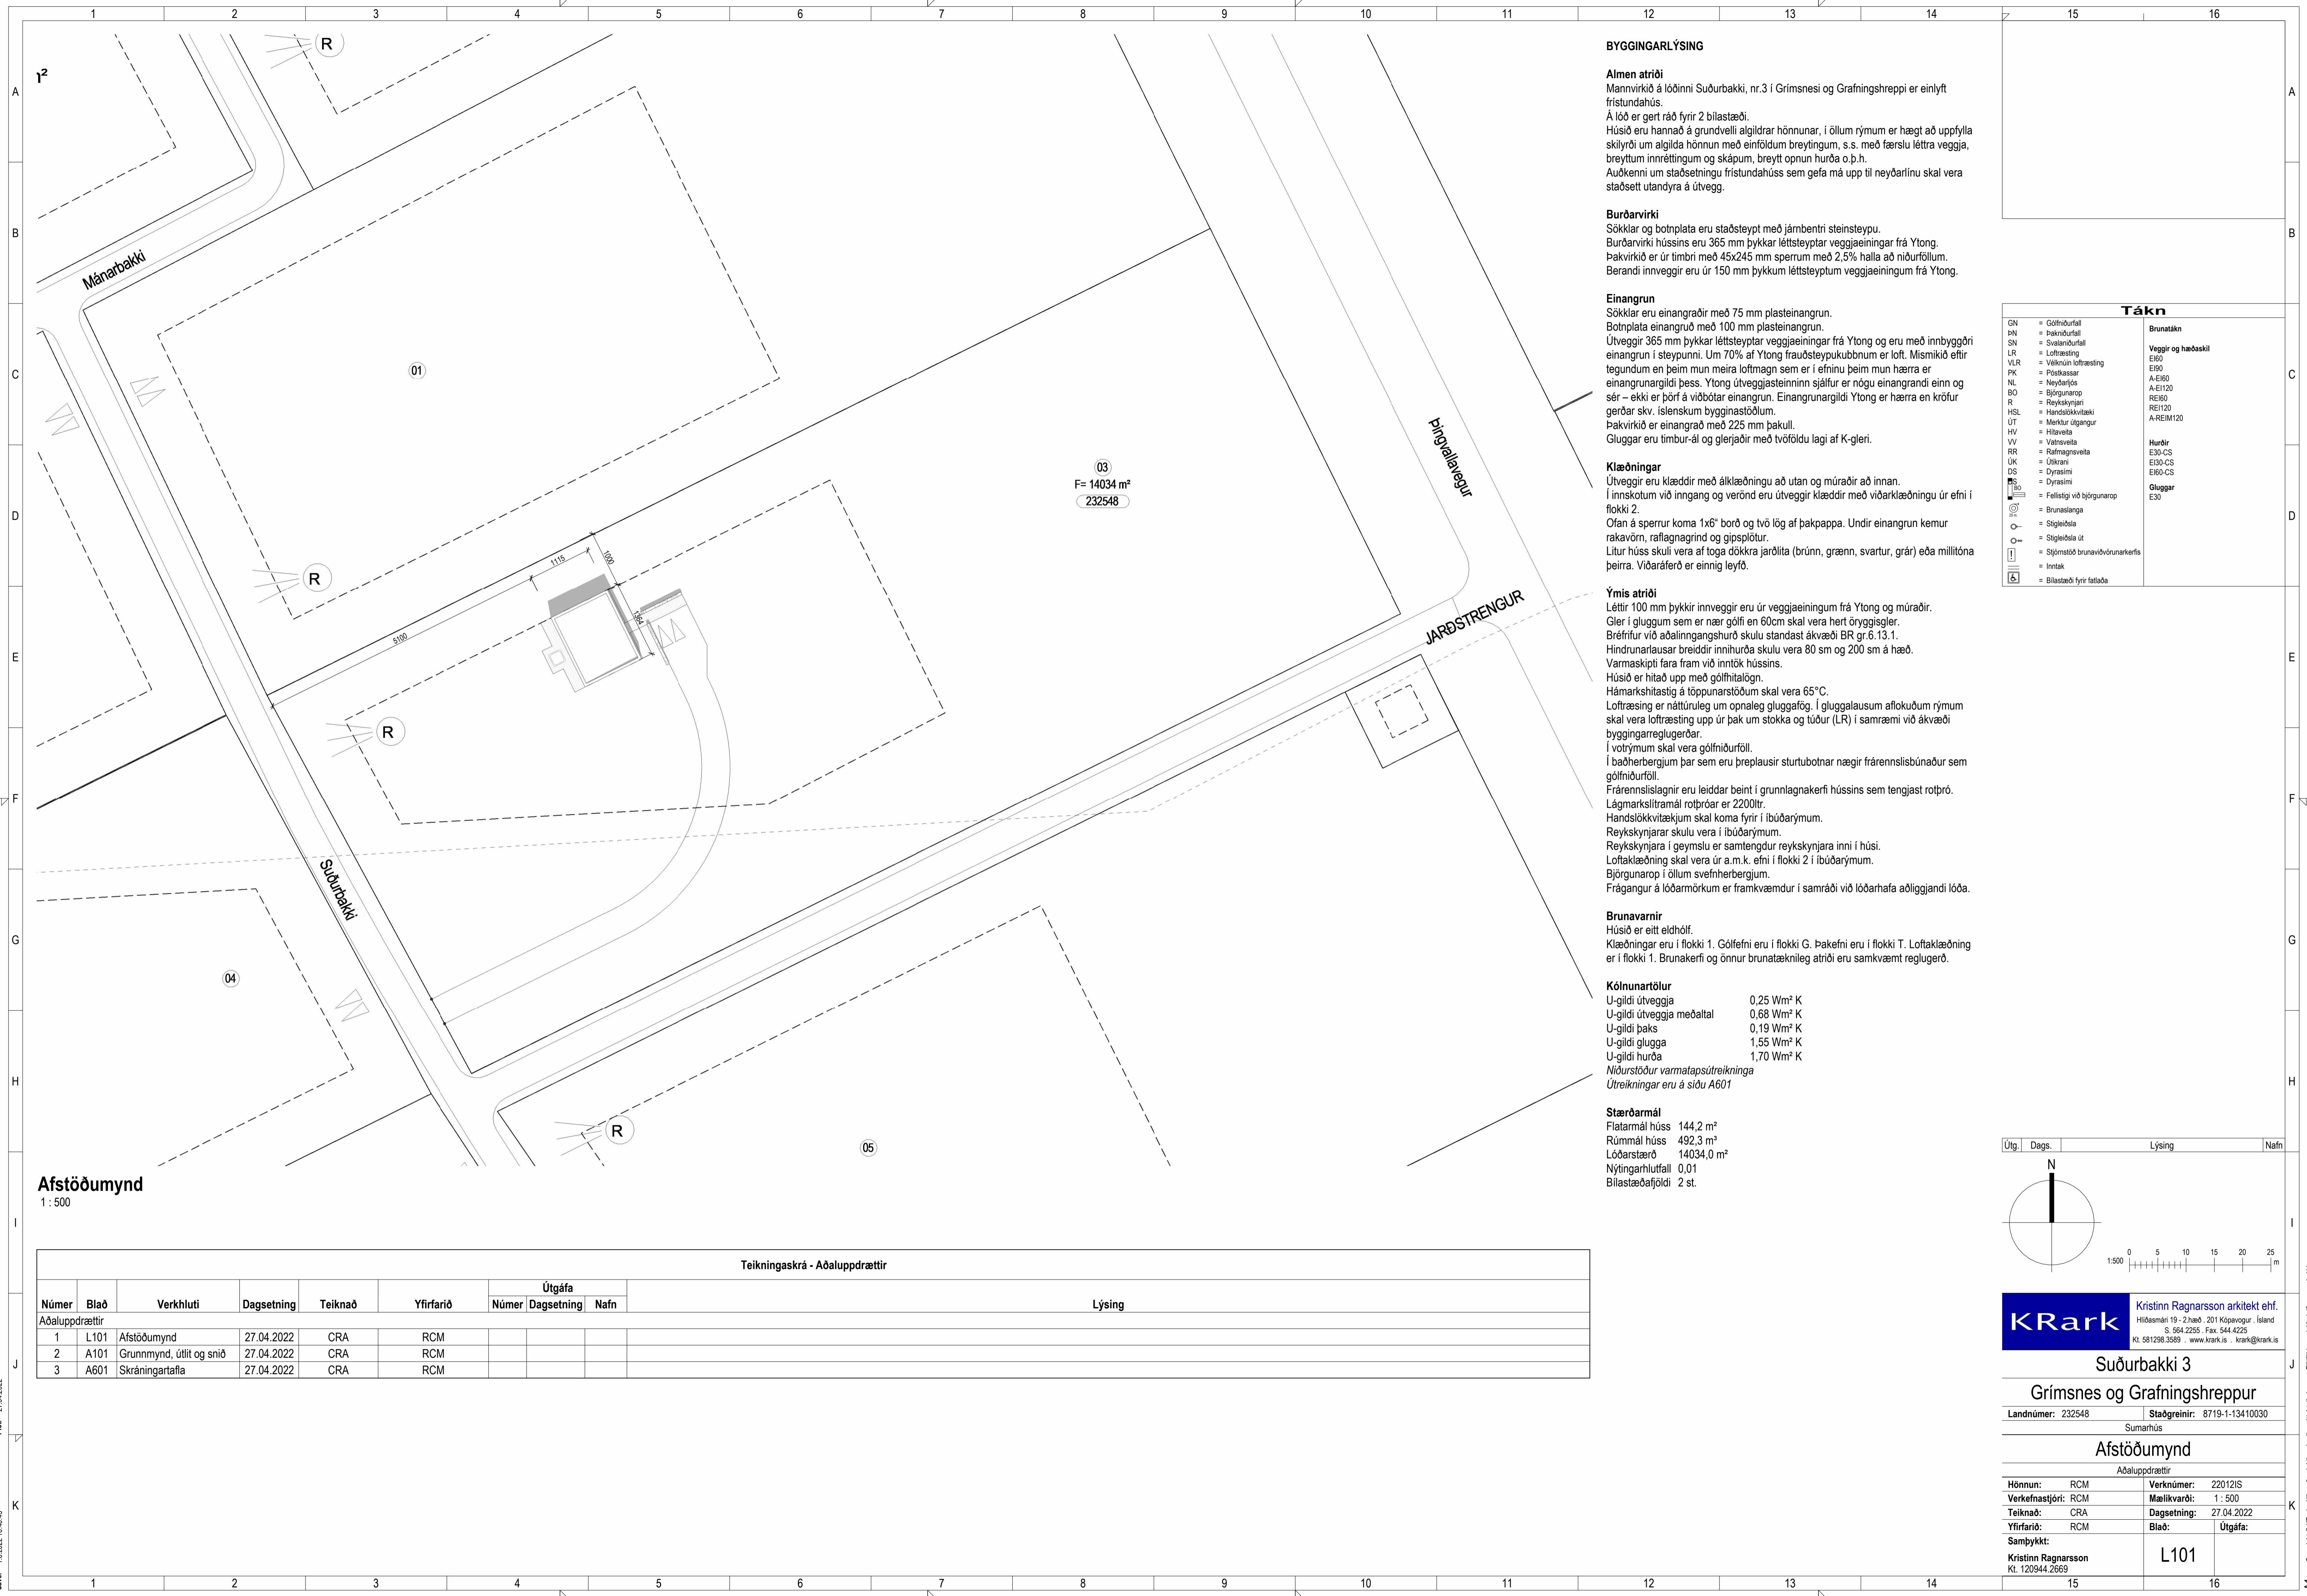 1 2 3 4 5 6 7 8 9 10 11 12 13 14 15 16
A
B
C
D
E
F
G
H
I
J
K
R
Mánarbakki
01
03
F= 14034 m²
232548
Þingvallavegur
1115
1000
1364
5100
R
R
JARÐSTRENGUR
Suðurbakki
04
05
R
Afstöðumynd
1 : 500
BYGGINGARLÝSING
Almen atriði
Mannvirkið á lóðinni Suðurbakki, nr.3 í Grímsnesi og Grafningshreppi er einlyft
frístundahús.
Á lóð er gert ráð fyrir 2 bílastæði.
Húsið eru hannað á grundvelli algildrar hönnunar, í öllum rýmum er hægt að uppfylla
skilyrði um algilda hönnun með einföldum breytingum, s.s. með færslu léttra veggja,
breyttum innréttingum og skápum, breytt opnun hurða o.þ.h.
Auðkenni um staðsetningu frístundahúss sem gefa má upp til neyðarlínu skal vera
staðsett utandyra á útvegg.
Burðarvirki
Sökklar og botnplata eru staðsteypt með járnbentri steinsteypu.
Burðarvirki hússins eru 365 mm þykkar léttsteyptar veggjaeiningar frá Ytong.
Þakvirkið er úr timbri með 45x245 mm sperrum með 2,5% halla að niðurföllum.
Berandi innveggir eru úr 150 mm þykkum léttsteyptum veggjaeiningum frá Ytong.
Einangrun
Sökklar eru einangraðir með 75 mm plasteinangrun.
Botnplata einangruð með 100 mm plasteinangrun.
Útveggir 365 mm þykkar léttsteyptar veggjaeiningar frá Ytong og eru með innbyggðri
einangrun í steypunni. Um 70% af Ytong frauðsteypukubbnum er loft. Mismikið eftir
tegundum en þeim mun meira loftmagn sem er í efninu þeim mun hærra er
einangrunargildi þess. Ytong útveggjasteinninn sjálfur er nógu einangrandi einn og
sér – ekki er þörf á viðbótar einangrun. Einangrunargildi Ytong er hærra en kröfur
gerðar skv. íslenskum bygginastöðlum.
Þakvirkið er einangrað með 225 mm þakull.
Gluggar eru timbur-ál og glerjaðir með tvöföldu lagi af K-gleri.
Klæðningar
Útveggir eru klæddir með álklæðningu að utan og múraðir að innan.
Í innskotum við inngang og verönd eru útveggir klæddir með viðarklæðningu úr efni í
flokki 2.
Ofan á sperrur koma 1x6“ borð og tvö lög af þakpappa. Undir einangrun kemur
rakavörn, raflagnagrind og gipsplötur.
Litur húss skuli vera af toga dökkra jarðlita (brúnn, grænn, svartur, grár) eða millitóna
þeirra. Viðaráferð er einnig leyfð.
Ýmis atriði
Léttir 100 mm þykkir innveggir eru úr veggjaeiningum frá Ytong og múraðir.
Gler í gluggum sem er nær gólfi en 60cm skal vera hert öryggisgler.
Bréfrifur víð aðalinngangshurð skulu standast ákvæði BR gr.6.13.1.
Hindrunarlausar breiddir innihurða skulu vera 80 sm og 200 sm á hæð.
Varmaskipti fara fram við inntök hússins.
Húsið er hitað upp með gólfhitalögn.
Hámarkshitastig á töppunarstöðum skal vera 65°C.
Loftræsing er náttúruleg um opnaleg gluggafög. Í gluggalausum aflokuðum rýmum
skal vera loftræsting upp úr þak um stokka og túður (LR) í samræmi við ákvæði
byggingarreglugerðar.
Í votrýmum skal vera gólfniðurföll.
Í baðherbergjum þar sem eru þreplausir sturtubotnar nægir frárennslisbúnaður sem
gólfniðurföll.
Frárennslislagnir eru leiddar beint í grunnlagnakerfi hússins sem tengjast rotþró.
Lágmarkslítramál rotþróar er 2200ltr.
Handslökkvitækjum skal koma fyrir í íbúðarýmum.
Reykskynjarar skulu vera í íbúðarýmum.
Reykskynjara í geymslu er samtengdur reykskynjara inni í húsi.
Loftaklæðning skal vera úr a.m.k. efni í flokki 2 í íbúðarýmum.
Björgunarop í öllum svefnherbergjum.
Frágangur á lóðarmörkum er framkvæmdur í samráði við lóðarhafa aðliggjandi lóða.
Brunavarnir
Húsið er eitt eldhólf.
Klæðningar eru í flokki 1. Gólfefni eru í flokki G. Þakefni eru í flokki T. Loftaklæðning
er í flokki 1. Brunakerfi og önnur brunatæknileg atriði eru samkvæmt reglugerð.
Kólnunartölur
U-gildi útveggja 0,25 Wm² K
U-gildi útveggja meðaltal 0,68 Wm² K
U-gildi þaks 0,19 Wm² K
U-gildi glugga 1,55 Wm² K
U-gildi hurða 1,70 Wm² K
Niðurstöður varmatapsútreikninga
Útreikningar eru á síðu A601
Stærðarmál
Flatarmál húss 144,2 m²
Rúmmál húss 492,3 m³
Lóðarstærð 14034,0 m²
Nýtingarhlutfall 0,01
Bílastæðafjöldi 2 st.
Tákn
GN = Gólfniðurfall
ÞN = Þakniðurfall
SN = Svalaniðurfall
LR = Loftræsting
VLR = Vélknúin loftræsting
PK = Póstkassar
NL = Neyðarljós
BO = Björgunarop
R = Reykskynjari
HSL = Handslökkvitæki
ÚT = Merktur útgangur
HV = Hitaveita
VV = Vatnsveita
RR = Rafmagnsveita
ÚK = Útikrani
DS = Dyrasími
DS = Dyrasími
BO = Fellistigi við björgunarop
= Brunaslanga
= Stigleiðsla
= Stigleiðsla út
! = Stjórnstöð brunaviðvörunarkerfis
= Inntak
= Bílastæði fyrir fatlaða
Brunatákn
Veggir og hæðaskil
EI60
EI90
A-EI60
A-EI120
REI60
REI120
A-REIM120
Hurðir
E30-CS
EI30-CS
EI60-CS
Gluggar
E30
Útg. Dags. Lýsing Nafn
N
1:500 0 5 10 15 20 25 m
KRark
Kristinn Ragnarsson arkitekt ehf.
Hlíðasmári 19 - 2.hæð . 201 Kópavogur . Ísland
S. 564.2255 . Fax. 544.4225
Kt. 581298.3589 . www.krark.is . krark@krark.is
Suðurbakki 3
Grímsnes og Grafningshreppur
Landnúmer: 232548 Staðgreinir: 8719-1-13410030
Sumarhús
Afstöðumynd
Aðaluppdrættir
Hönnun: RCM Verknúmer: 22012IS
Verkefnastjóri: RCM Mælikvarði: 1 : 500
Teiknað: CRA Dagsetning: 27.04.2022
Yfirfarið: RCM Blað: Útgáfa:
Samþykkt:
L101
Kristinn Ragnarsson
Kt. 120944.2669
Teikningaskrá - Aðaluppdrættir
Útgáfa
Númer Blað Verkhluti Dagsetning Teiknað Yfirfarið Númer Dagsetning Nafn Lýsing
Aðaluppdrættir
1 L101 Afstöðumynd 27.04.2022 CRA RCM
2 A101 Grunnmynd, útlit og snið 27.04.2022 CRA RCM
3 A601 Skráningartafla 27.04.2022 CRA RCM
1 2 3 4 5 6 7 8 9 10 11 12 13 14 15 16